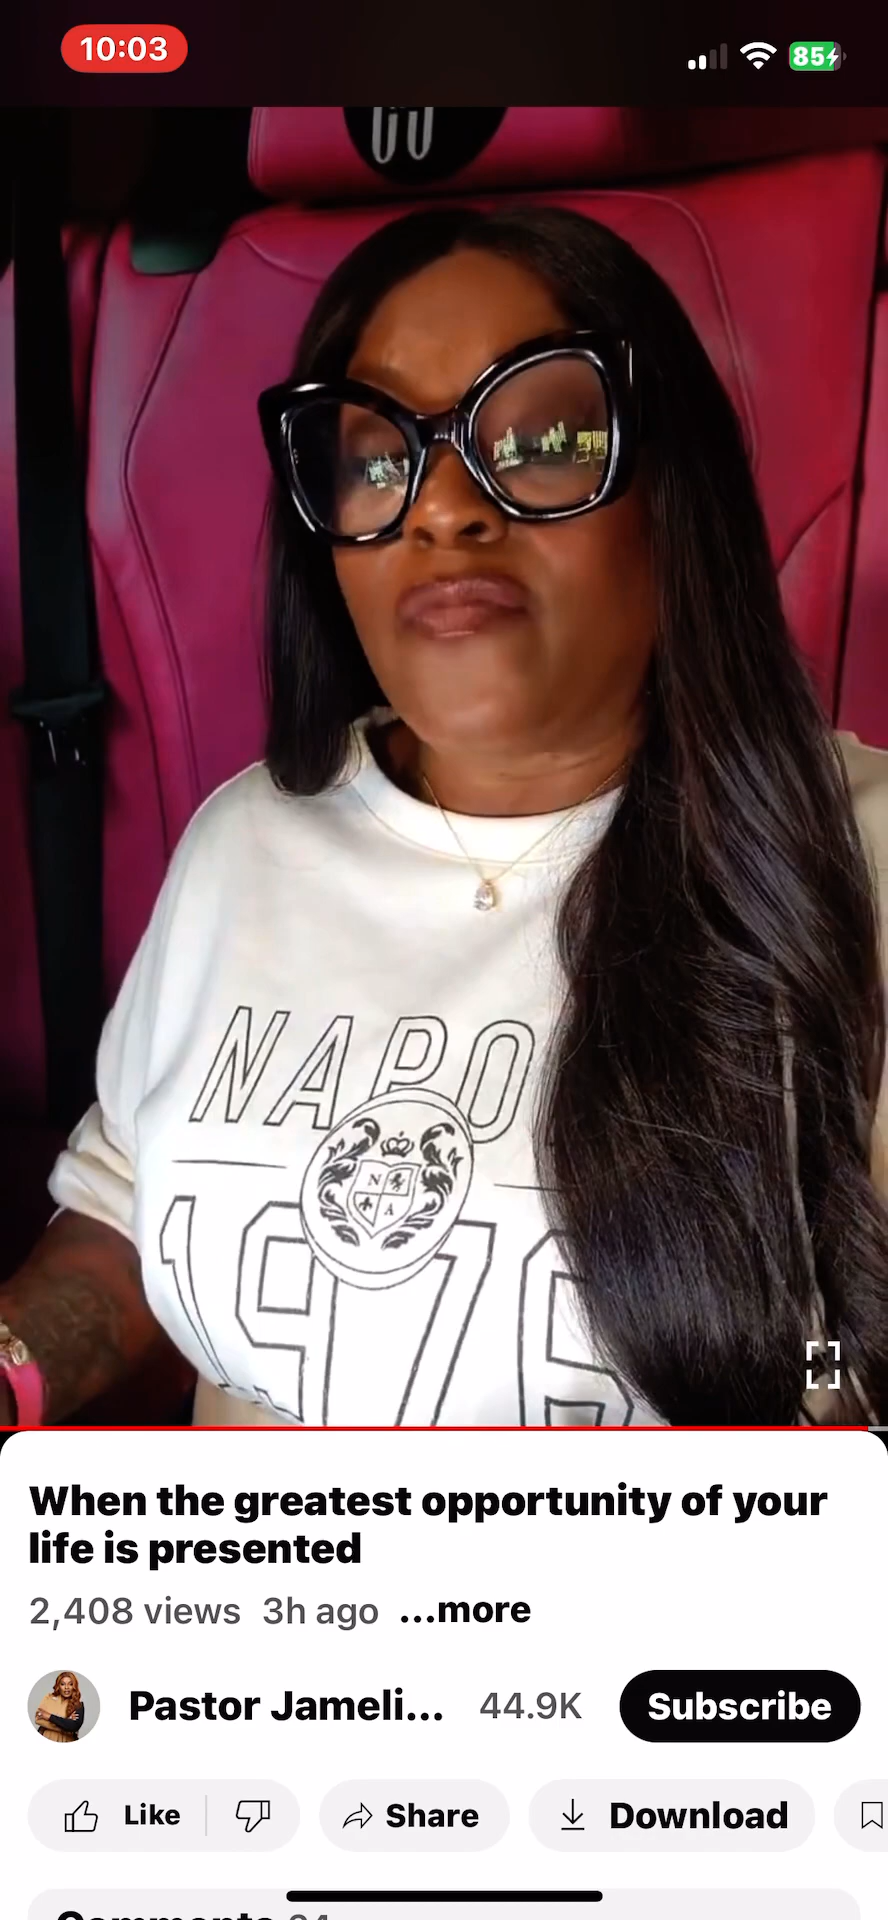 10:03
85
NAPO
N
A
1976
When the greatest opportunity of your
life is presented
2,408 views 3h ago ...more
Pastor Jameli... 44.9K Subscribe
Like Share Download
Comments